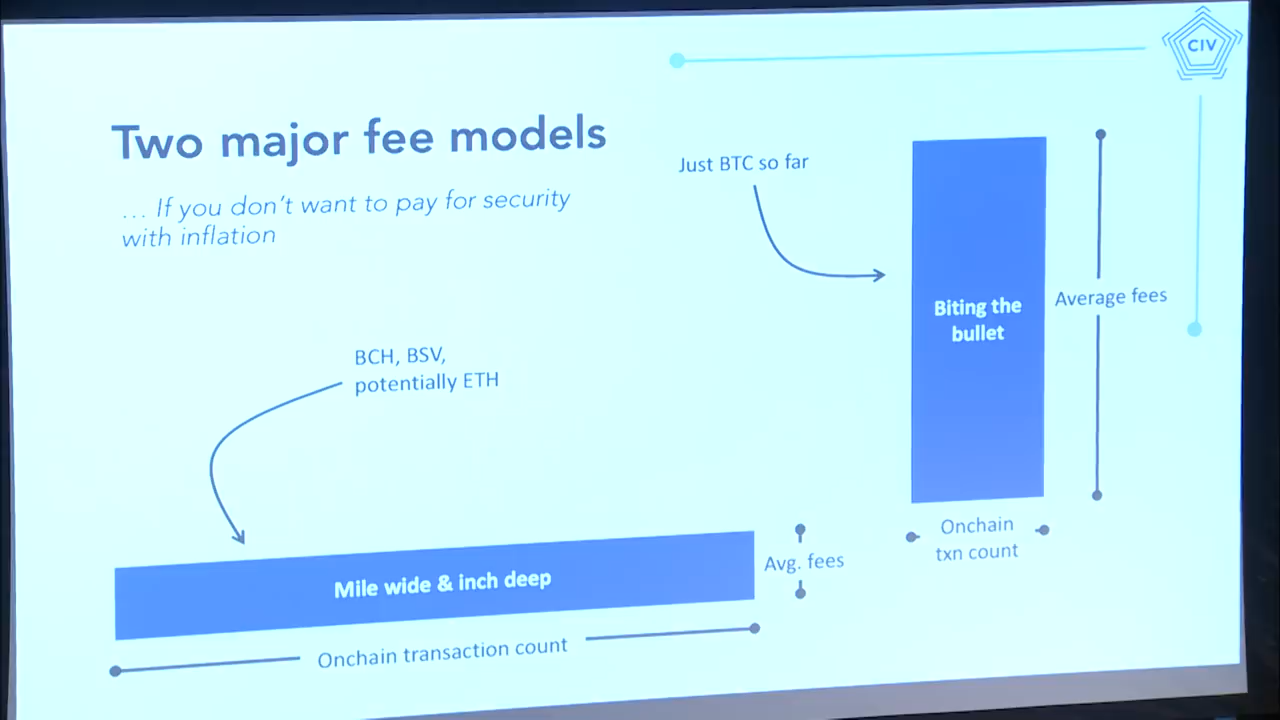 CIV
Two major fee models
... If you don't want to pay for security
with inflation
Just BTC so far
Biting the
bullet
Average fees
BCH, BSV,
potentially ETH
Onchain
txn count
Mile wide & inch deep
Avg. fees
Onchain transaction count